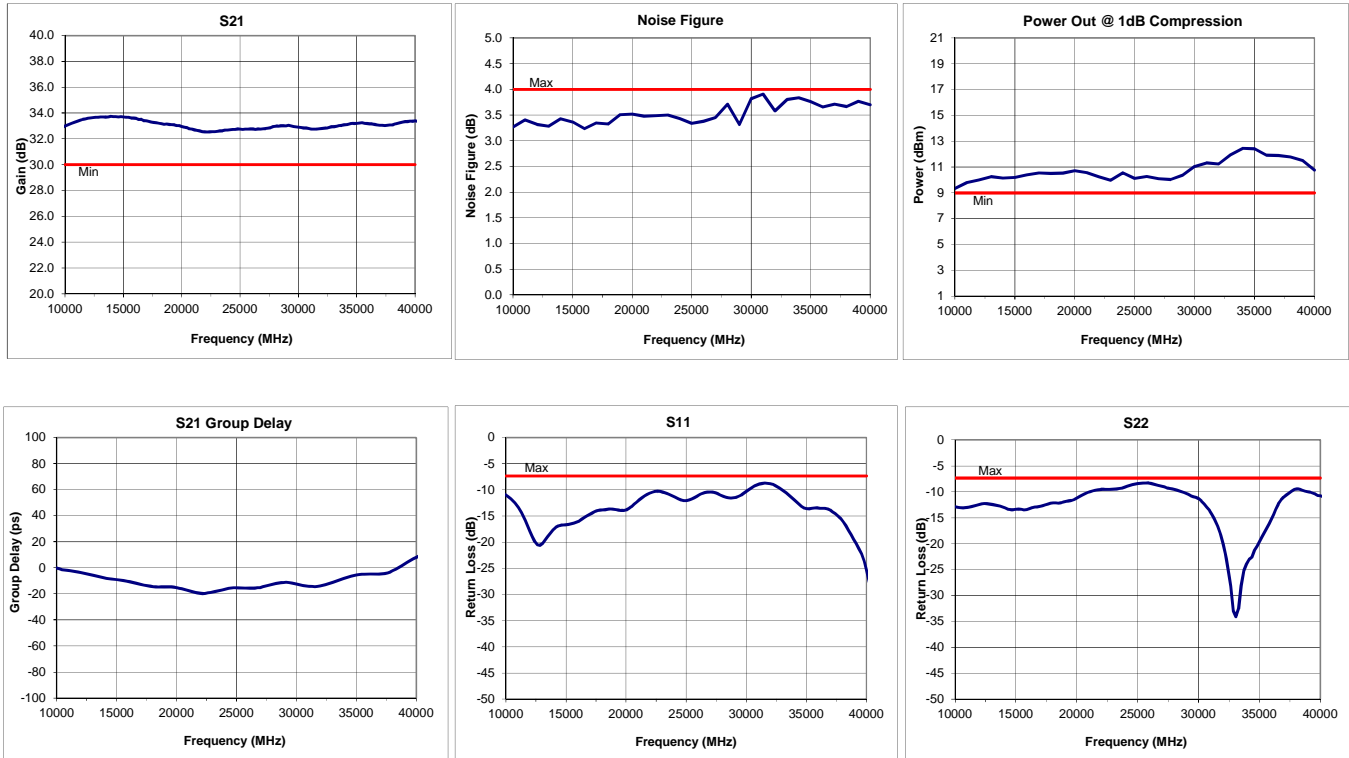 S21
40.0
38.0
36.0
34.0
32.0
30.0
28.0
26.0
24.0
22.0
20.0
Gain (dB)
Min
10000 15000 20000 25000 30000 35000 40000
Frequency (MHz)
Noise Figure
5.0
4.5
4.0
3.5
3.0
2.5
2.0
1.5
1.0
0.5
0.0
Noise Figure (dB)
Max
10000 15000 20000 25000 30000 35000 40000
Frequency (MHz)
Power Out @ 1dB Compression
21
19
17
15
13
11
9
7
5
3
1
Power (dBm)
Min
10000 15000 20000 25000 30000 35000 40000
Frequency (MHz)
S21 Group Delay
100
80
60
40
20
0
-20
-40
-60
-80
-100
Group Delay (ps)
10000 15000 20000 25000 30000 35000 40000
Frequency (MHz)
S11
0
-5
-10
-15
-20
-25
-30
-35
-40
-45
-50
Return Loss (dB)
Max
10000 15000 20000 25000 30000 35000 40000
Frequency (MHz)
S22
0
-5
-10
-15
-20
-25
-30
-35
-40
-45
-50
Return Loss (dB)
Max
10000 15000 20000 25000 30000 35000 40000
Frequency (MHz)